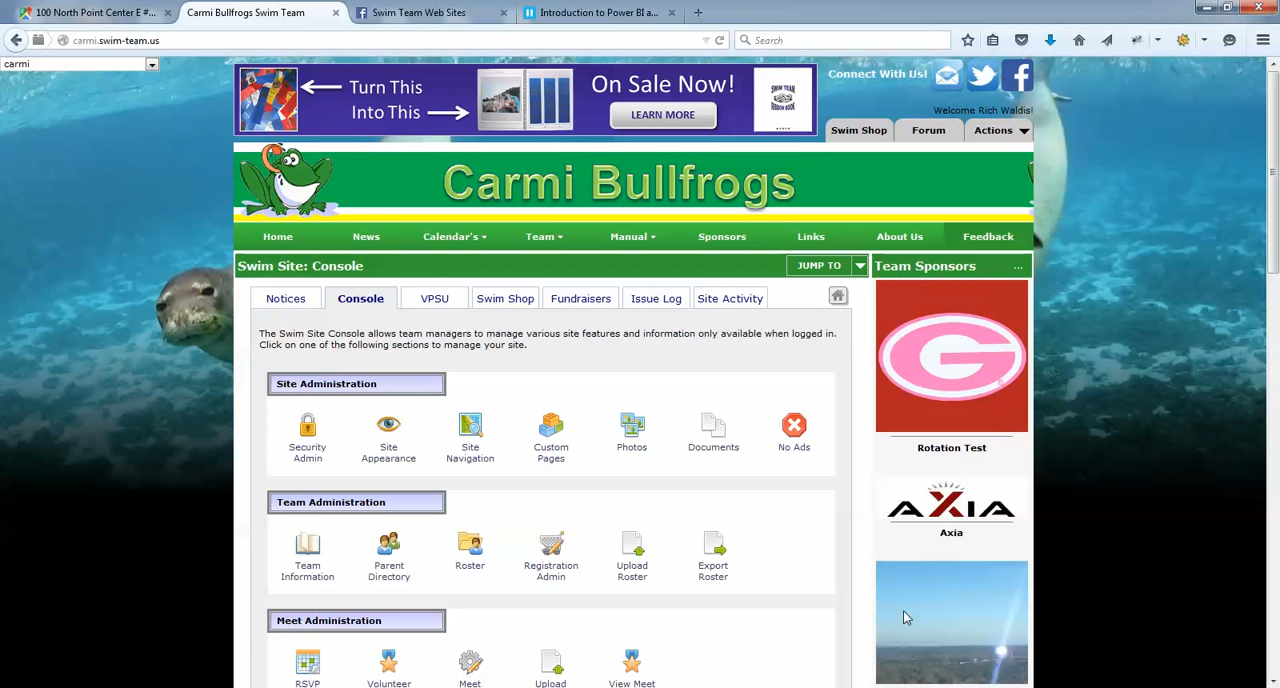 100 North Point Center E #...
Carmi Bullfrogs Swim Team
Swim Team Web Sites
Introduction to Power BI a...
carmi.swim-team.us
Search
carmi
Turn This
Into This
On Sale Now!
LEARN MORE
SWIM TEAM
RIBBON BOOK
Connect With Us!
Welcome Rich Waldis!
Swim Shop
Forum
Actions
Carmi Bullfrogs
Home
News
Calendar's
Team
Manual
Sponsors
Links
About Us
Feedback
Swim Site: Console
JUMP TO
Team Sponsors
...
Notices
Console
VPSU
Swim Shop
Fundraisers
Issue Log
Site Activity
The Swim Site Console allows team managers to manage various site features and information only available when logged in.
Click on one of the following sections to manage your site.
Site Administration
Security
Admin
Site
Appearance
Site
Navigation
Custom
Pages
Photos
Documents
No Ads
G
Rotation Test
Team Administration
AXIA
Axia
Team
Information
Parent
Directory
Roster
Registration
Admin
Upload
Roster
Export
Roster
Meet Administration
RSVP
Volunteer
Meet
Upload
View Meet